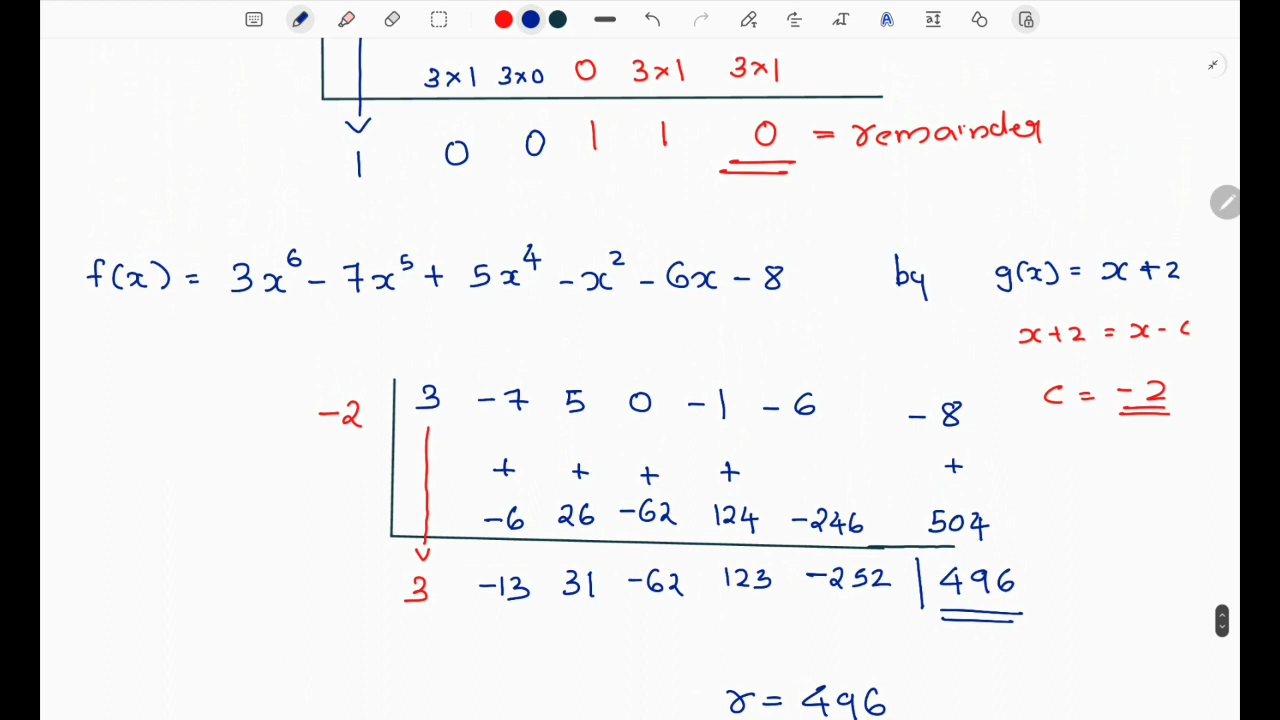 3×1 3×0 0 3×1 3×1
1 0 0 1 1 0 = remainder
f(x) = 3x⁶ - 7x⁵ + 5x⁴ - x² - 6x - 8 by g(x) = x + 2
x+2 = x - c
c = -2
-2 3 -7 5 0 -1 -6 -8
+ + + + +
-6 26 -62 124 -246 504
3 -13 31 -62 123 -252 496
r = 496